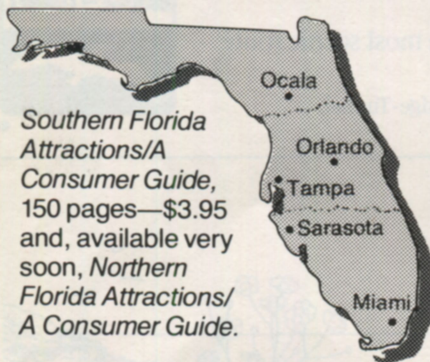 Ocala
Orlando
Tampa
Sarasota
Miami
Southern Florida
Attractions/A
Consumer Guide,
150 pages—$3.95
and, available very
soon, Northern
Florida Attractions/
A Consumer Guide.